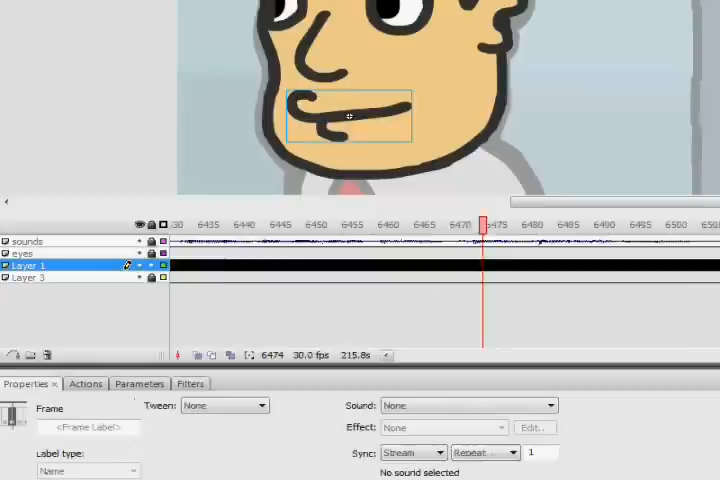 830 6435 6440 6445 6450 6455 6460 6465 6470 6475 6480 6485 6490 6495 6500 650
sounds
eyes
Layer 1
Layer 3
6474 30.0 fps 215.8s
Properties × Actions Parameters Filters
Frame Tween: None Sound: None
<Frame Label> Effect: None Edit...
Label type: Sync: Stream Repeat 1
Name No sound selected